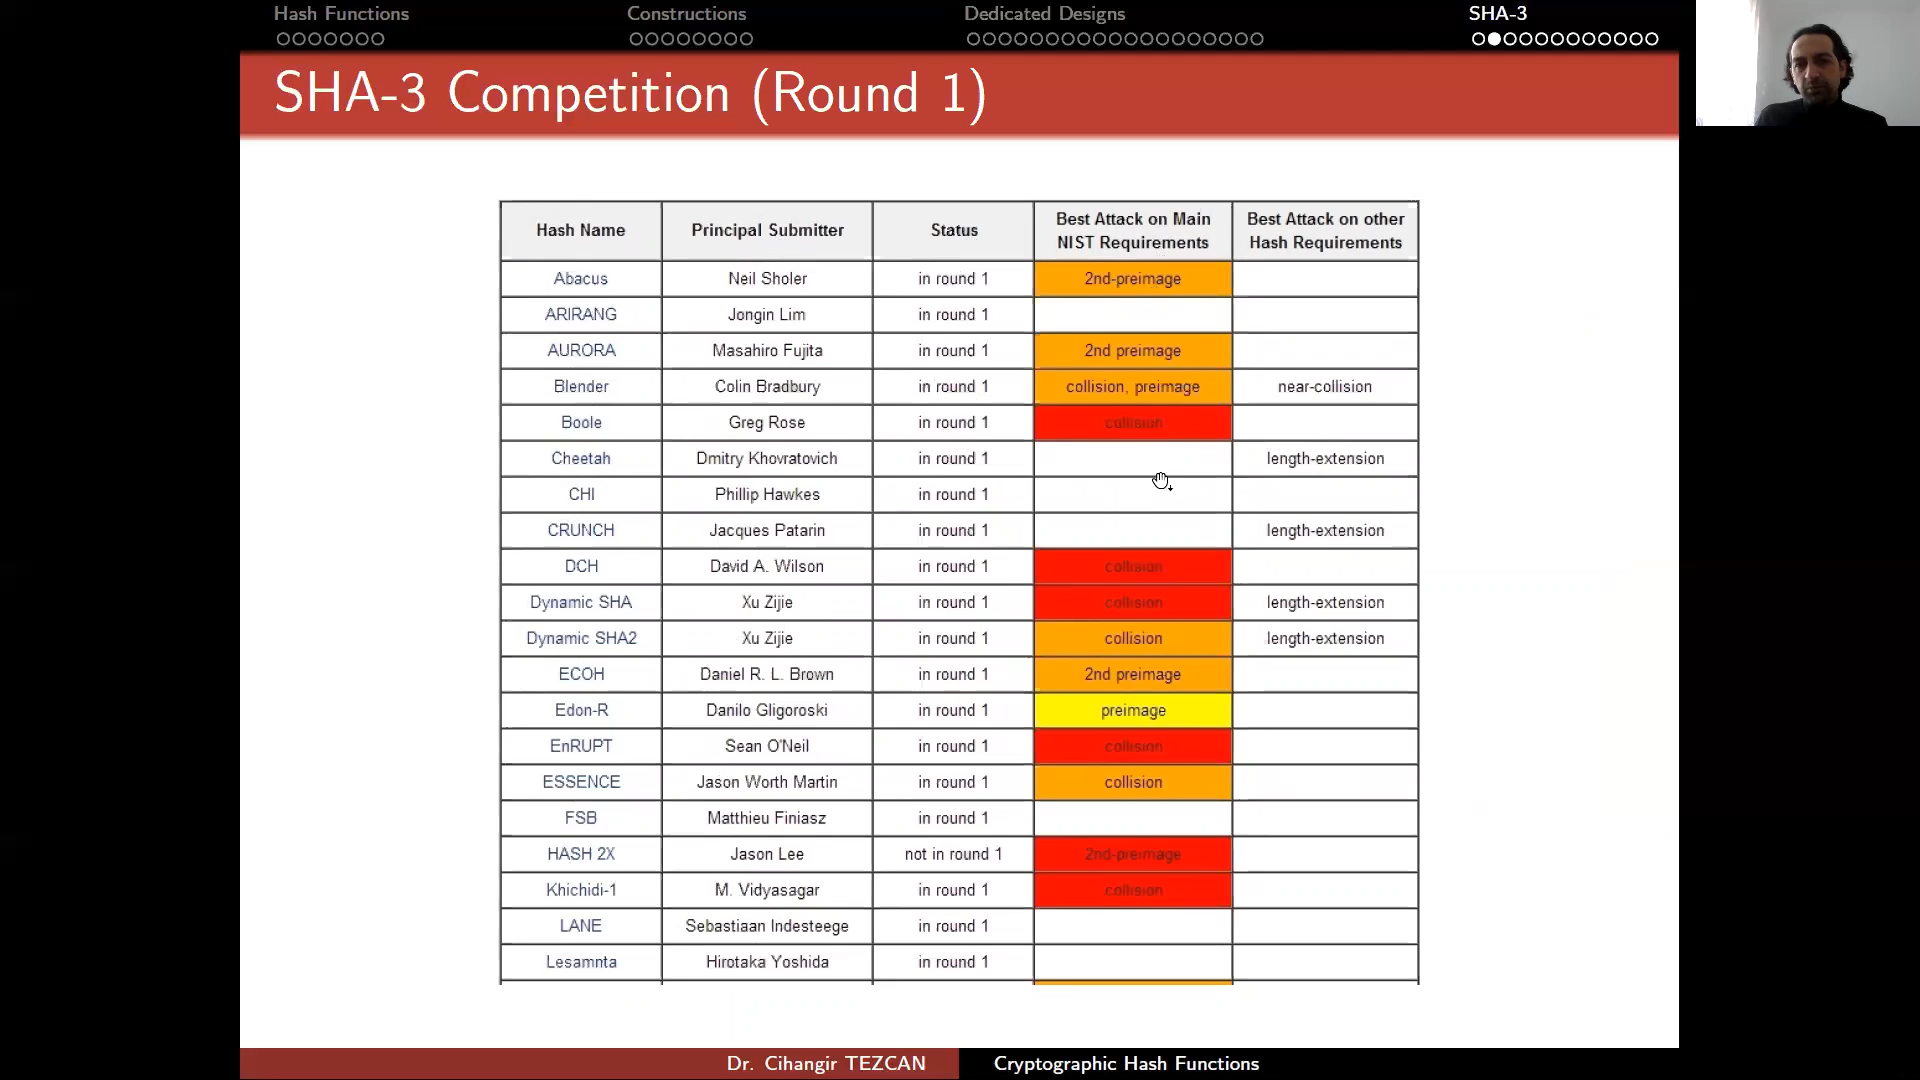 Hash Functions Constructions Dedicated Designs SHA-3
SHA-3 Competition (Round 1)
Hash Name Principal Submitter Status Best Attack on Main NIST Requirements Best Attack on other Hash Requirements
Abacus Neil Sholer in round 1 2nd-preimage
ARIRANG Jongin Lim in round 1
AURORA Masahiro Fujita in round 1 2nd preimage
Blender Colin Bradbury in round 1 collision, preimage near-collision
Boole Greg Rose in round 1 collision
Cheetah Dmitry Khovratovich in round 1 length-extension
CHI Phillip Hawkes in round 1
CRUNCH Jacques Patarin in round 1 length-extension
DCH David A. Wilson in round 1 collision
Dynamic SHA Xu Zijie in round 1 collision length-extension
Dynamic SHA2 Xu Zijie in round 1 collision length-extension
ECOH Daniel R. L. Brown in round 1 2nd preimage
Edon-R Danilo Gligoroski in round 1 preimage
EnRUPT Sean O'Neil in round 1 collision
ESSENCE Jason Worth Martin in round 1 collision
FSB Matthieu Finiasz in round 1
HASH 2X Jason Lee not in round 1 2nd-preimage
Khichidi-1 M. Vidyasagar in round 1 collision
LANE Sebastiaan Indesteege in round 1
Lesamnta Hirotaka Yoshida in round 1
Dr. Cihangir TEZCAN Cryptographic Hash Functions